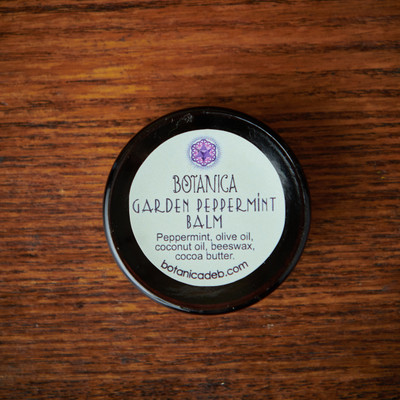 BOTANICA
GARDEN PEPPERMINT
BALM
Peppermint, olive oil,
coconut oil, beeswax,
cocoa butter.
botanicadeb.com